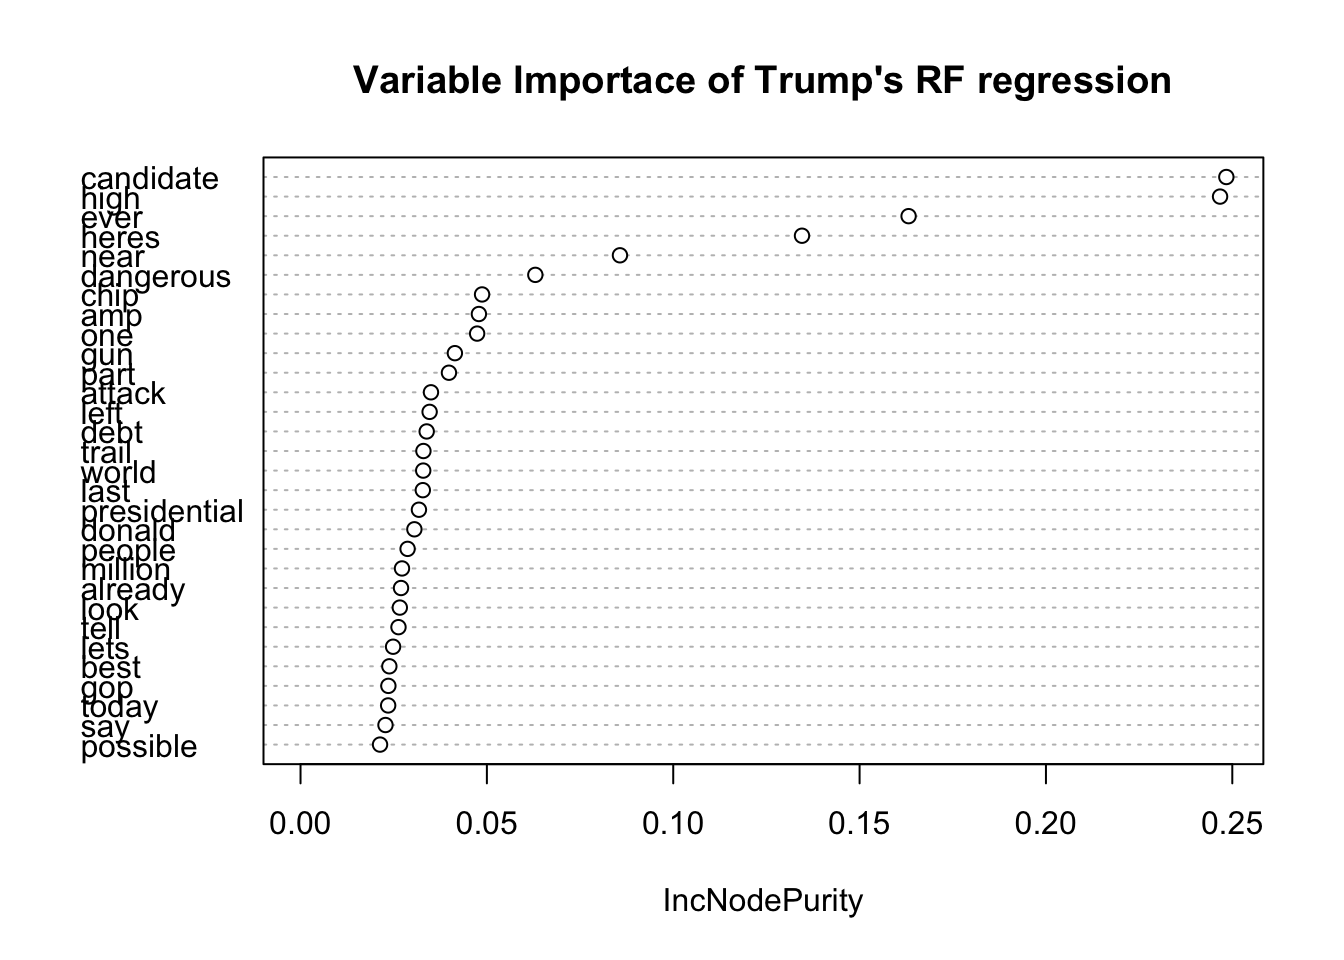 Variable Importace of Trump's RF regression
candidate
high
ever
heres
near
dangerous
chip
amp
one
gun
part
attack
left
debt
trail
world
last
presidential
donald
people
million
already
look
tell
lets
best
gop
today
say
possible
0.00 0.05 0.10 0.15 0.20 0.25
IncNodePurity